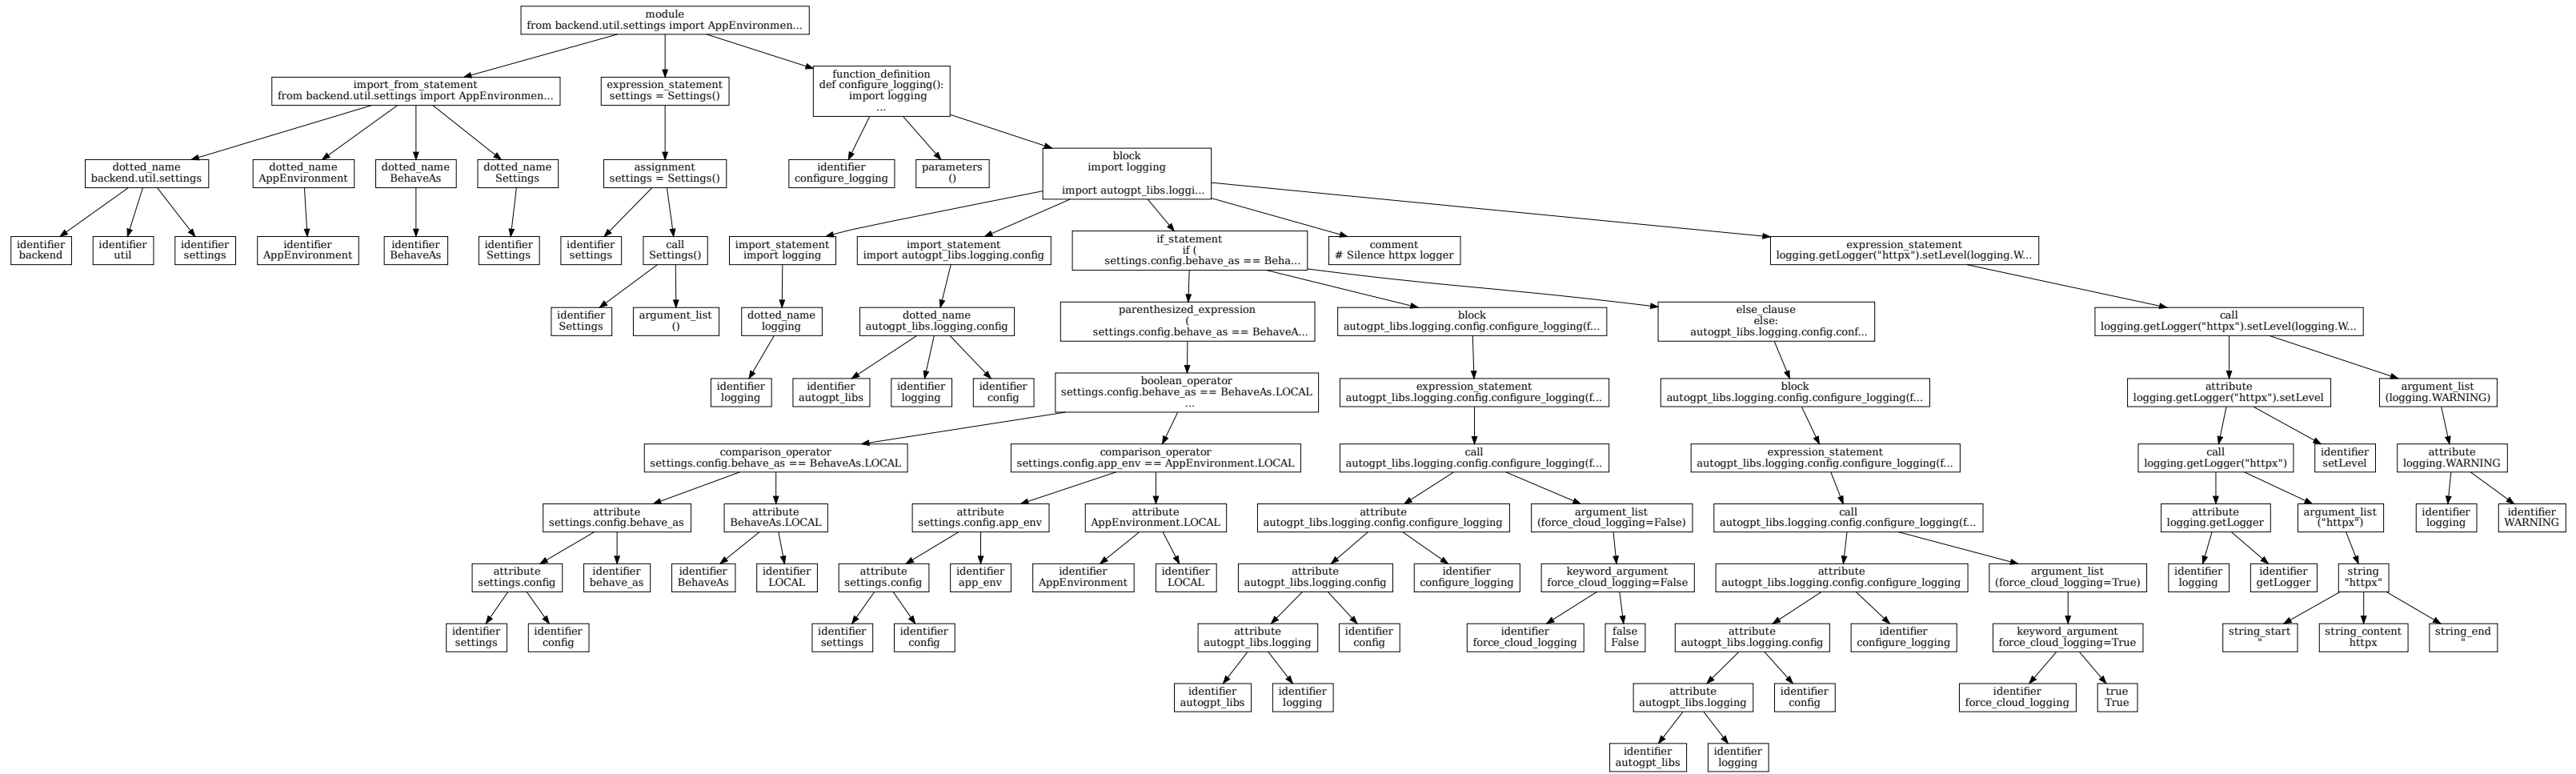 module
from backend.util.settings import AppEnvironmen...
import_from_statement
from backend.util.settings import AppEnvironmen...
expression_statement
settings = Settings()
function_definition
def configure_logging():
import logging
...
dotted_name
backend.util.settings
dotted_name
AppEnvironment
dotted_name
BehaveAs
dotted_name
Settings
assignment
settings = Settings()
identifier
configure_logging
parameters
()
block
import logging
import autogpt_libs.loggi...
identifier
backend
identifier
util
identifier
settings
identifier
AppEnvironment
identifier
BehaveAs
identifier
Settings
identifier
settings
call
Settings()
import_statement
import logging
import_statement
import autogpt_libs.logging.config
if_statement
if (
settings.config.behave_as == Beha...
comment
# Silence httpx logger
expression_statement
logging.getLogger("httpx").setLevel(logging.W...
identifier
Settings
argument_list
()
dotted_name
logging
dotted_name
autogpt_libs.logging.config
parenthesized_expression
(
settings.config.behave_as == BehaveA...
block
autogpt_libs.logging.config.configure_logging(f...
else_clause
else:
autogpt_libs.logging.config.conf...
call
logging.getLogger("httpx").setLevel(logging.W...
identifier
logging
identifier
autogpt_libs
identifier
logging
identifier
config
boolean_operator
settings.config.behave_as == BehaveAs.LOCAL
...
expression_statement
autogpt_libs.logging.config.configure_logging(f...
block
autogpt_libs.logging.config.configure_logging(f...
attribute
logging.getLogger("httpx").setLevel
argument_list
(logging.WARNING)
comparison_operator
settings.config.behave_as == BehaveAs.LOCAL
comparison_operator
settings.config.app_env == AppEnvironment.LOCAL
call
autogpt_libs.logging.config.configure_logging(f...
expression_statement
autogpt_libs.logging.config.configure_logging(f...
call
logging.getLogger("httpx")
identifier
setLevel
attribute
logging.WARNING
attribute
settings.config.behave_as
attribute
BehaveAs.LOCAL
attribute
settings.config.app_env
attribute
AppEnvironment.LOCAL
attribute
autogpt_libs.logging.config.configure_logging
argument_list
(force_cloud_logging=False)
call
autogpt_libs.logging.config.configure_logging(f...
attribute
logging.getLogger
argument_list
("httpx")
identifier
logging
identifier
WARNING
attribute
settings.config
identifier
behave_as
identifier
BehaveAs
identifier
LOCAL
attribute
settings.config
identifier
app_env
identifier
AppEnvironment
identifier
LOCAL
attribute
autogpt_libs.logging.config
identifier
configure_logging
keyword_argument
force_cloud_logging=False
attribute
autogpt_libs.logging.config.configure_logging
argument_list
(force_cloud_logging=True)
identifier
logging
identifier
getLogger
string
"httpx"
identifier
settings
identifier
config
identifier
settings
identifier
config
attribute
autogpt_libs.logging
identifier
config
identifier
force_cloud_logging
false
False
attribute
autogpt_libs.logging.config
identifier
configure_logging
keyword_argument
force_cloud_logging=True
string_start
"
string_content
httpx
string_end
"
identifier
autogpt_libs
identifier
logging
attribute
autogpt_libs.logging
identifier
config
identifier
force_cloud_logging
true
True
identifier
autogpt_libs
identifier
logging